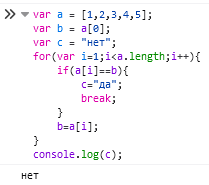 var a = [1,2,3,4,5];
var b = a[0];
var c = "нет";
for(var i=1;i<a.length;i++){
if(a[i]==b){
c="да";
break;
}
b=a[i];
}
console.log(c);
нет